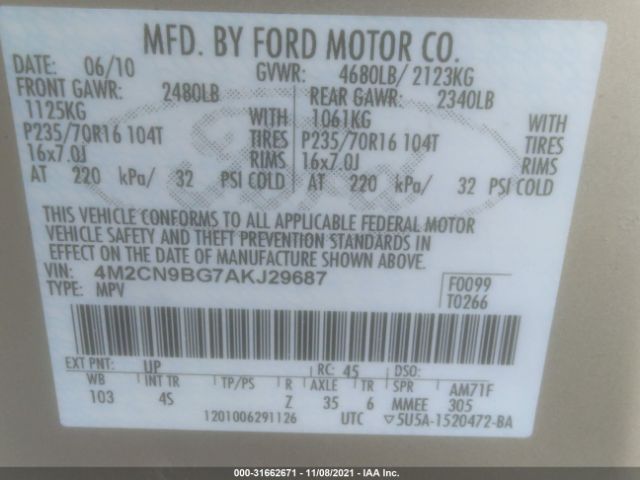 MFD. BY FORD MOTOR CO.
DATE: 06/10 GVWR: 4680LB/ 2123KG
FRONT GAWR: 2480LB REAR GAWR: 2340LB
1125KG WITH 1061KG WITH
P235/70R16 104T TIRES P235/70R16 104T TIRES
16x7.0J RIMS 16x7.0J RIMS
AT 220 kPa/ 32 PSI COLD AT 220 kPa/ 32 PSI COLD
THIS VEHICLE CONFORMS TO ALL APPLICABLE FEDERAL MOTOR
VEHICLE SAFETY AND THEFT PREVENTION STANDARDS IN
EFFECT ON THE DATE OF MANUFACTURE SHOWN ABOVE.
VIN: 4M2CN9BG7AKJ29687 F0099
TYPE: MPV T0266
EXT PNT: UP RC: 45
WB INT TR TP/PS R AXLE TR SPR AM71F
103 4S Z 35 6 MMEE 305
1201006291126 UTC ▽5U5A-1520472-BA
Ford
000-31662671 - 11/08/2021 - IAA, Inc.